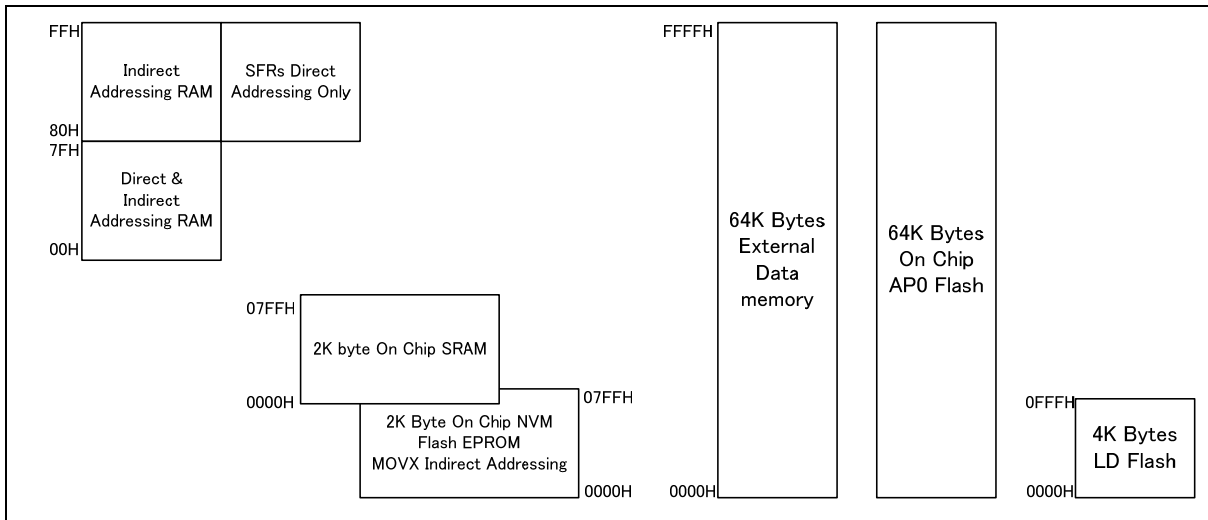 FFH
Indirect
Addressing RAM
SFRs Direct
Addressing Only
80H
7FH
Direct &
Indirect
Addressing RAM
00H
07FFH
2K byte On Chip SRAM
0000H
07FFH
2K Byte On Chip NVM
Flash EPROM
MOVX Indirect Addressing
0000H
FFFFH
64K Bytes
External
Data
memory
0000H
64K Bytes
On Chip
AP0 Flash
0FFFH
4K Bytes
LD Flash
0000H